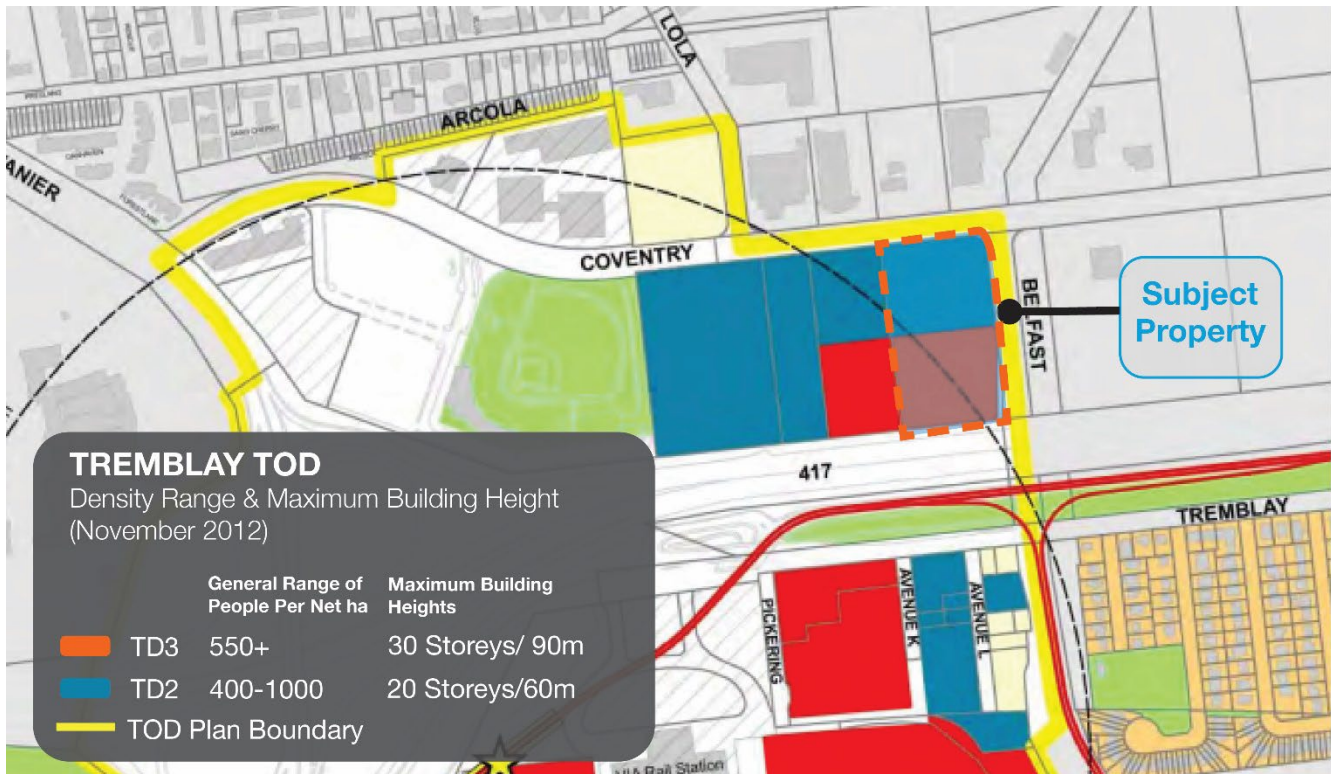 LOLA
ARCOLA
VANIER
COVENTRY
BELFAST
Subject
Property
417
TREMBLAY
PICKERING
AVENUE K
AVENUE L
VIA Rail Station
TREMBLAY TOD
Density Range & Maximum Building Height
(November 2012)
General Range of
People Per Net ha
Maximum Building
Heights
TD3 550+ 30 Storeys/ 90m
TD2 400-1000 20 Storeys/60m
TOD Plan Boundary